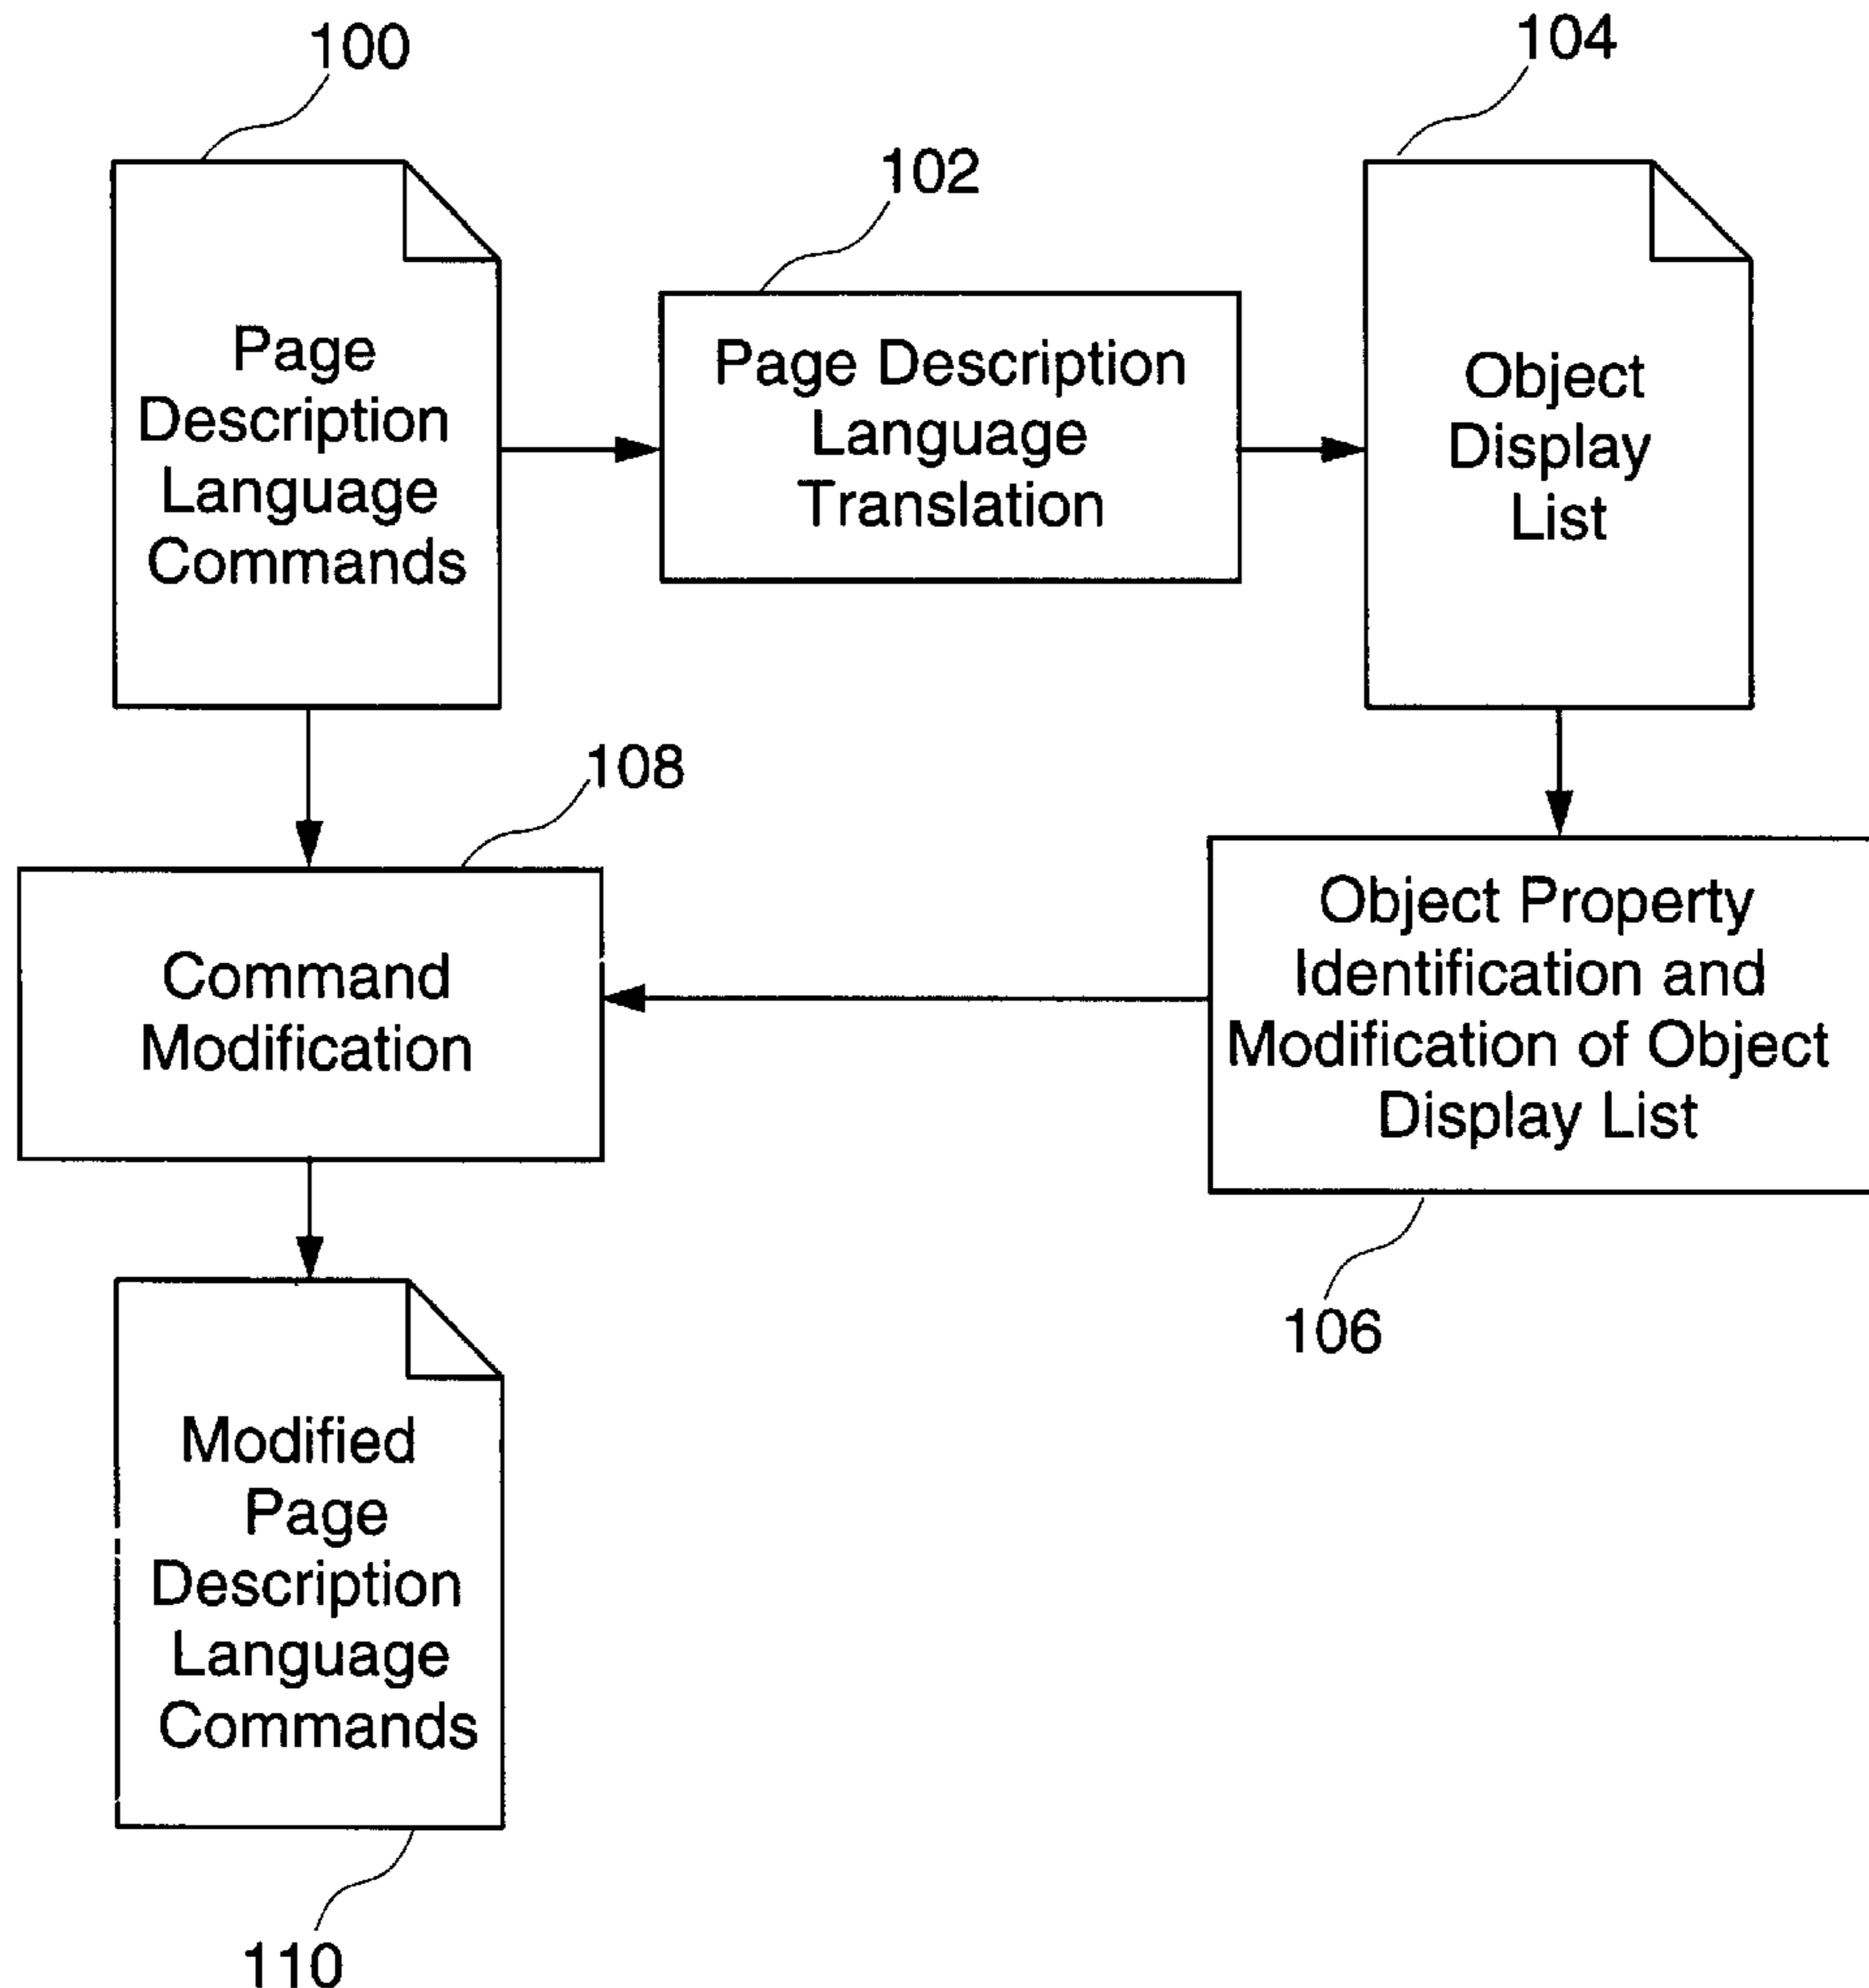 100
104
102
Page
Description
Language
Commands
Page Description
Language
Translation
Object
Display
List
108
Command
Modification
Object Property
Identification and
Modification of Object
Display List
106
Modified
Page
Description
Language
Commands
110